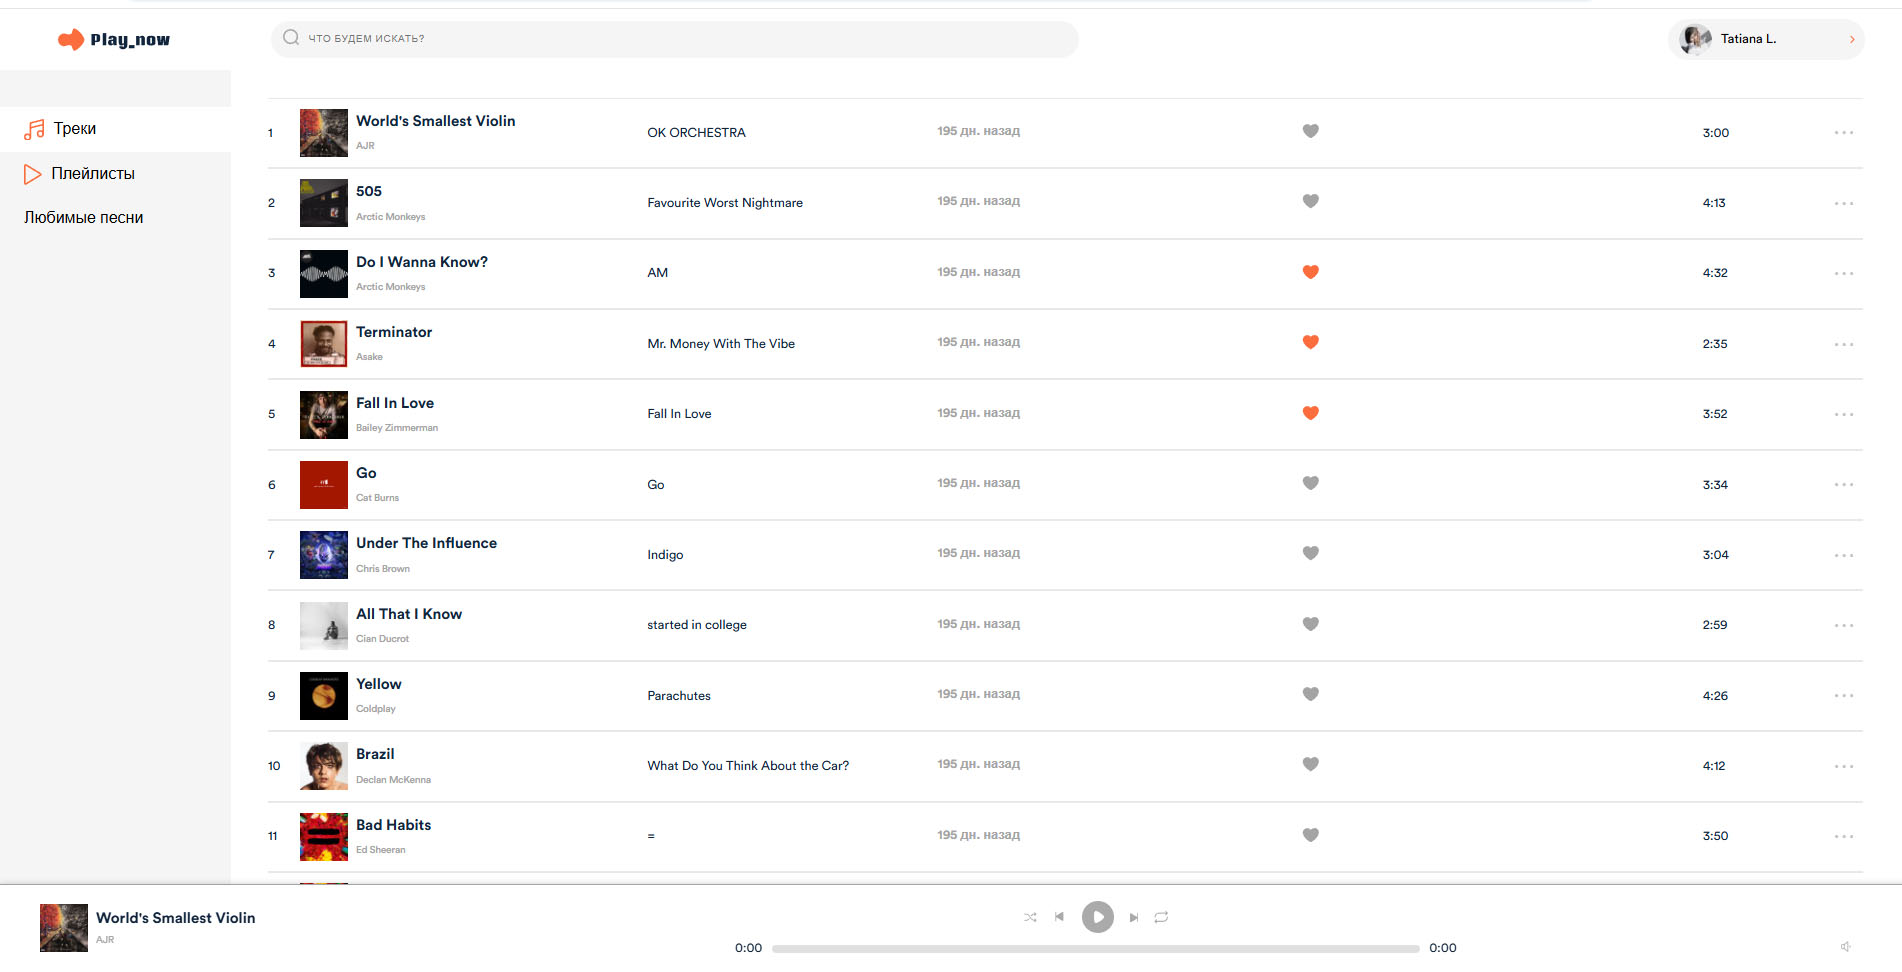 Play_now
ЧТО БУДЕМ ИСКАТЬ?
Tatiana L.
Треки
Плейлисты
Любимые песни
1 World's Smallest Violin OK ORCHESTRA 195 дн. назад 3:00
AJR
2 505 Favourite Worst Nightmare 195 дн. назад 4:13
Arctic Monkeys
3 Do I Wanna Know? AM 195 дн. назад 4:32
Arctic Monkeys
4 Terminator Mr. Money With The Vibe 195 дн. назад 2:35
Asake
5 Fall In Love Fall In Love 195 дн. назад 3:52
Bailey Zimmerman
6 Go Go 195 дн. назад 3:34
Cat Burns
7 Under The Influence Indigo 195 дн. назад 3:04
Chris Brown
8 All That I Know started in college 195 дн. назад 2:59
Cian Ducrot
9 Yellow Parachutes 195 дн. назад 4:26
Coldplay
10 Brazil What Do You Think About the Car? 195 дн. назад 4:12
Declan McKenna
11 Bad Habits = 195 дн. назад 3:50
Ed Sheeran
World's Smallest Violin
AJR
0:00 0:00